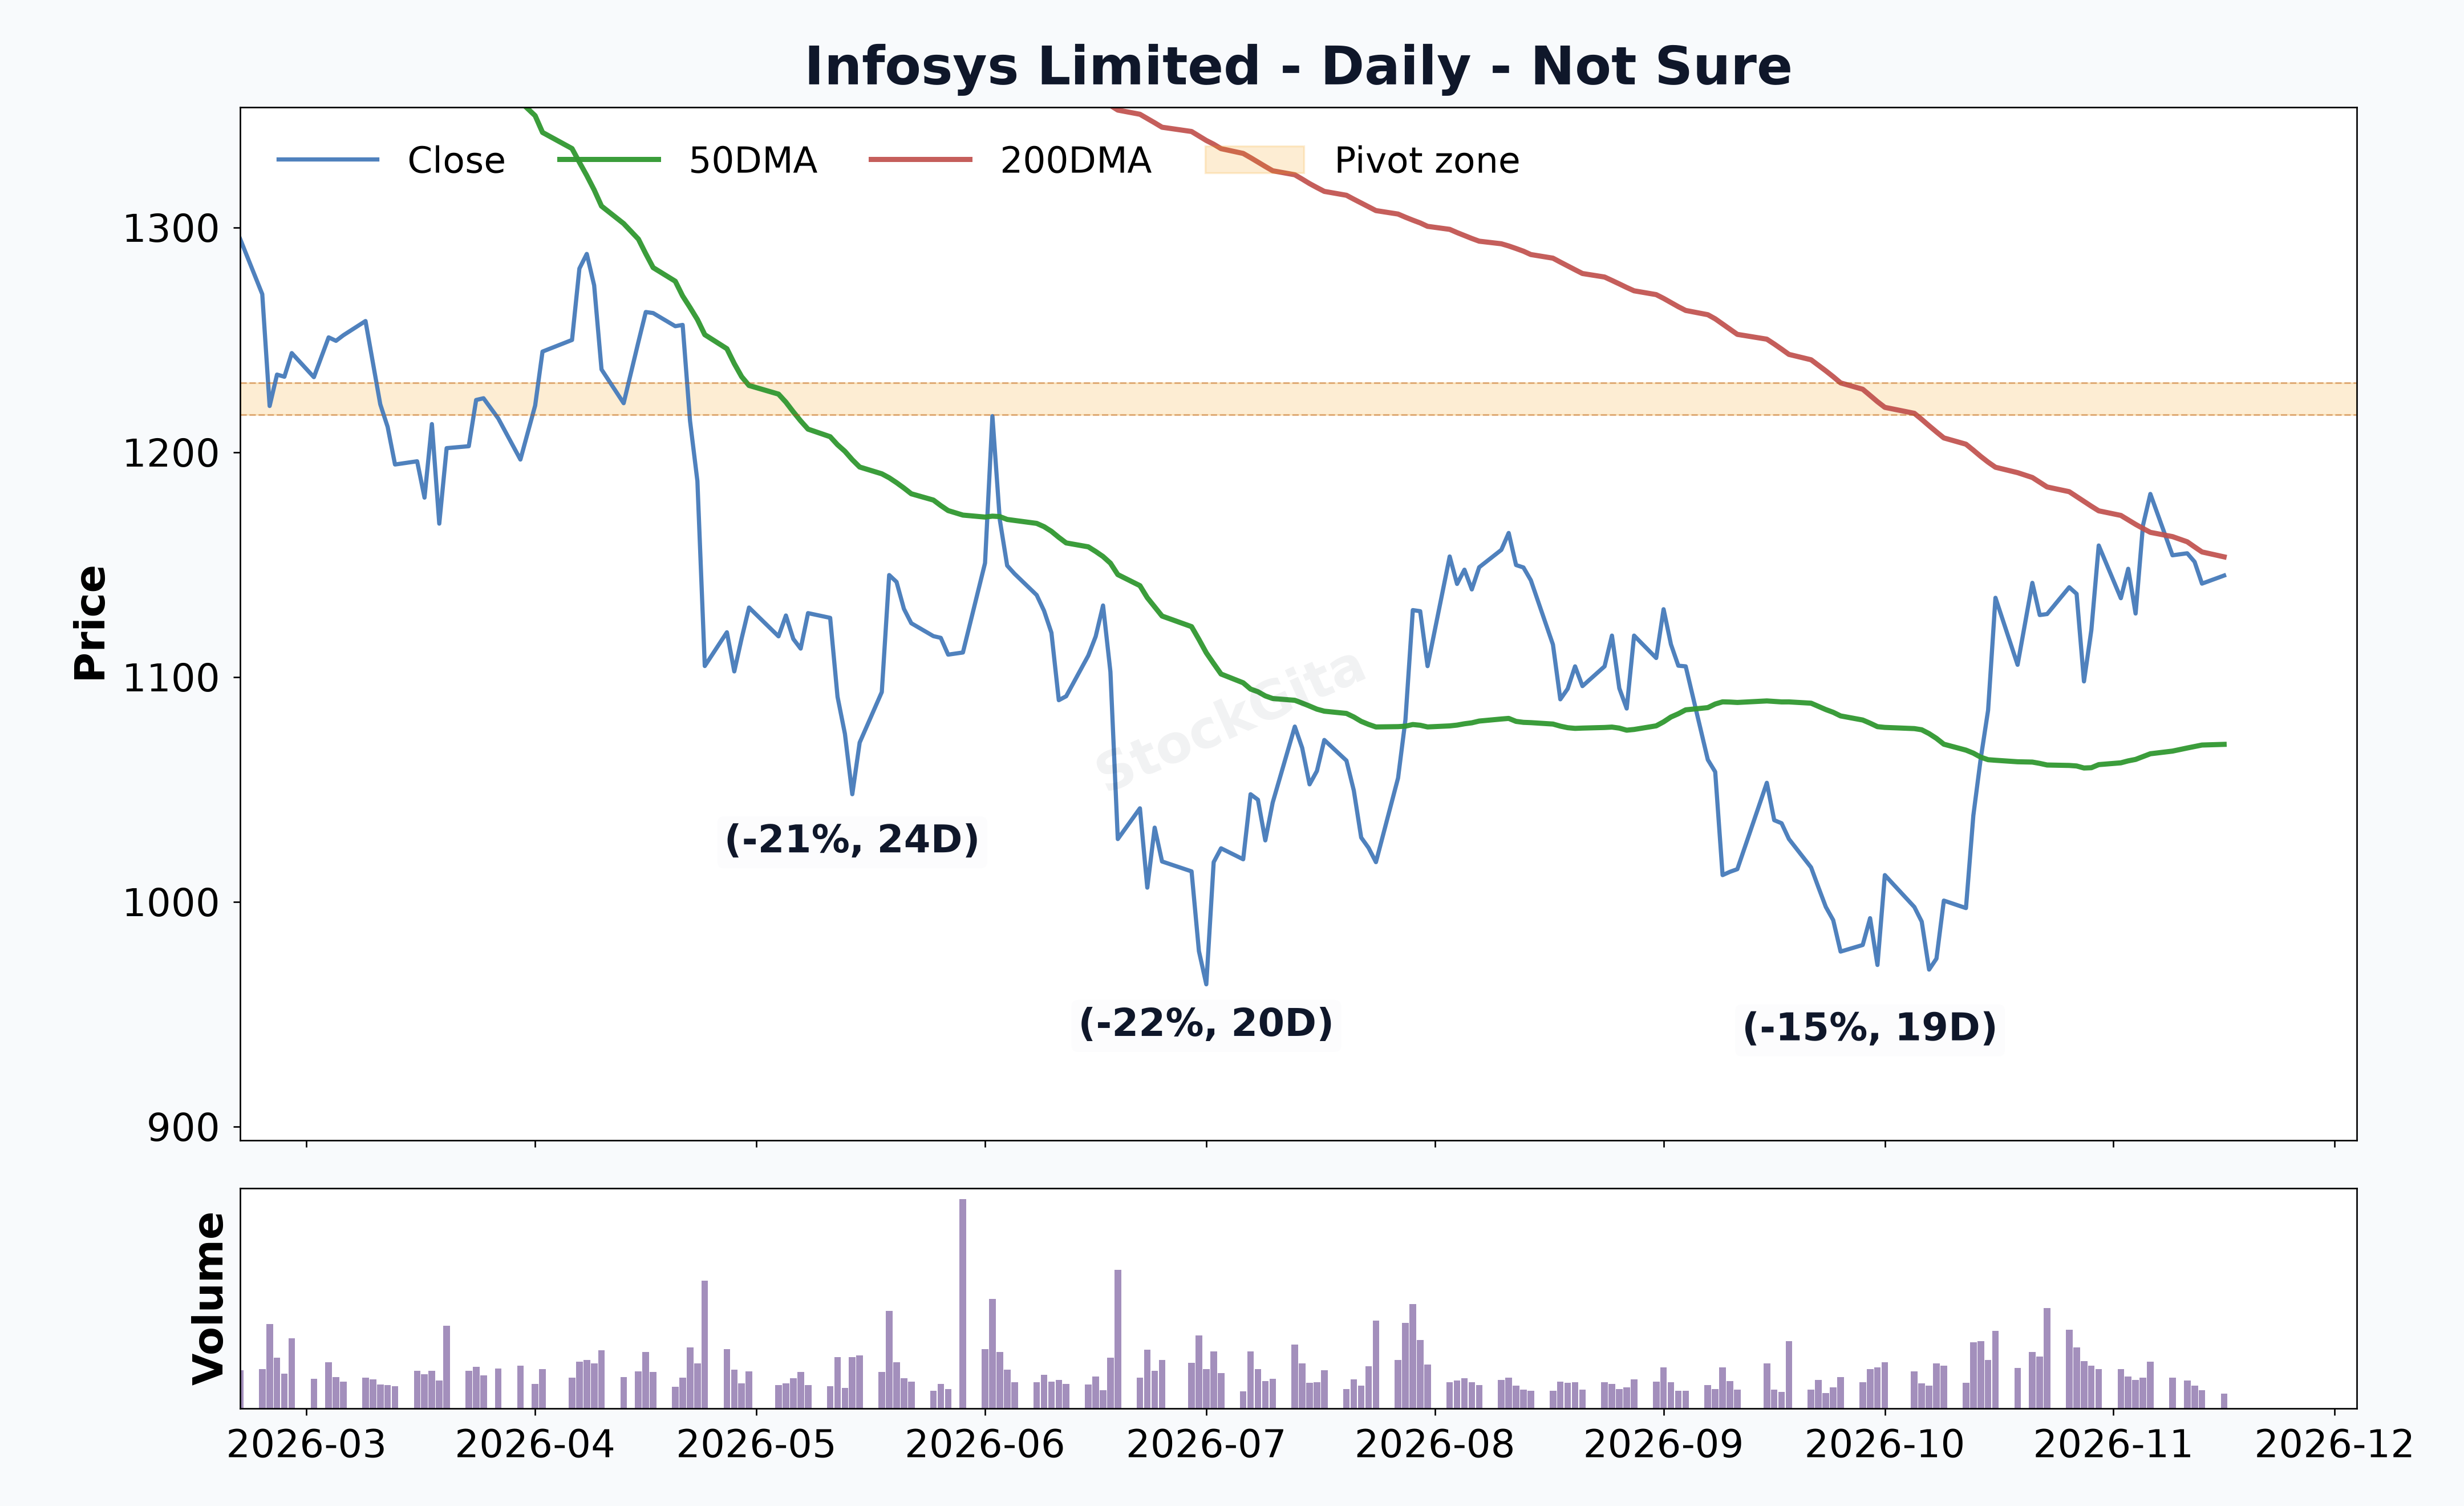 Infosys Limited - Daily - Not Sure
Close 50DMA 200DMA Pivot zone
Price
1300
1200
1100
1000
900
StockGita
(-21%, 24D)
(-22%, 20D)
(-15%, 19D)
Volume
2026-03 2026-04 2026-05 2026-06 2026-07 2026-08 2026-09 2026-10 2026-11 2026-12